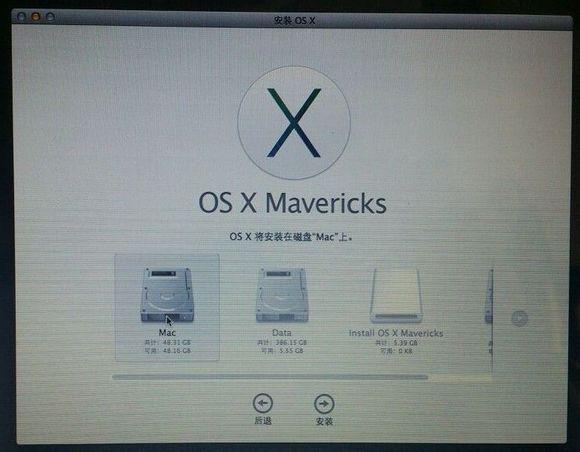 安装 OS X
OS X Mavericks
OS X 将安装在磁盘“Mac”上。
Mac
共计：48.31 GB
可用：48.16 GB
Data
共计：386.15 GB
可用：5.55 GB
Install OS X Mavericks
共计：5.39 GB
可用：0 KB
后退
安装